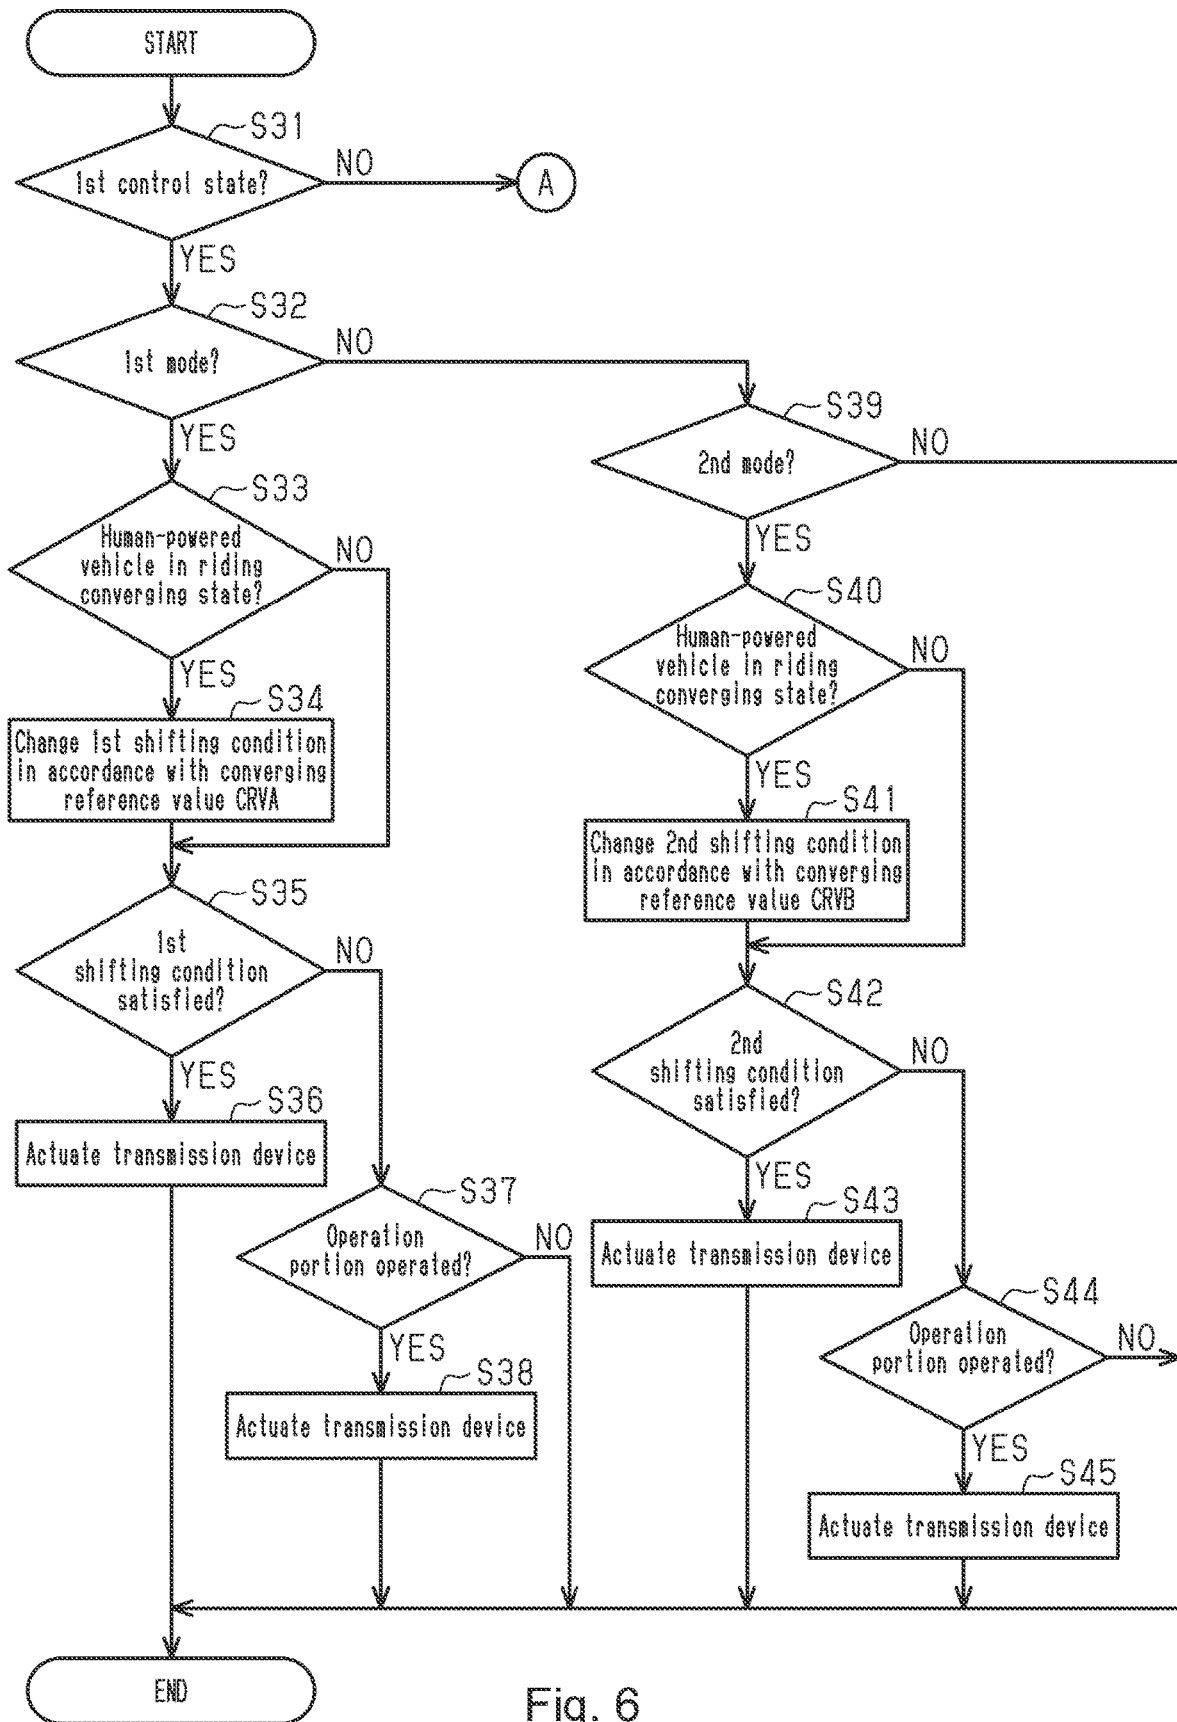 START
S31
1st control state?
NO
A
YES
S32
1st mode?
NO
YES
S33
Human-powered
vehicle in riding
converging state?
NO
YES
S34
Change 1st shifting condition
in accordance with converging
reference value CRVA
S35
1st
shifting condition
satisfied?
NO
YES
S36
Actuate transmission device
S37
Operation
portion operated?
NO
YES
S38
Actuate transmission device
S39
2nd mode?
NO
YES
S40
Human-powered
vehicle in riding
converging state?
NO
YES
S41
Change 2nd shifting condition
in accordance with converging
reference value CRVB
S42
2nd
shifting condition
satisfied?
NO
YES
S43
Actuate transmission device
S44
Operation
portion operated?
NO
YES
S45
Actuate transmission device
END
Fig. 6